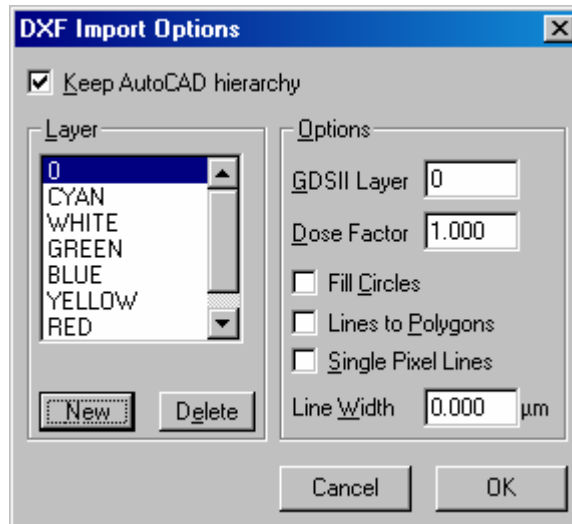 DXF Import Options
Keep AutoCAD hierarchy
Layer
0
CYAN
WHITE
GREEN
BLUE
YELLOW
RED
New
Delete
Options
GDSII Layer 0
Dose Factor 1.000
Fill Circles
Lines to Polygons
Single Pixel Lines
Line Width 0.000 µm
Cancel
OK